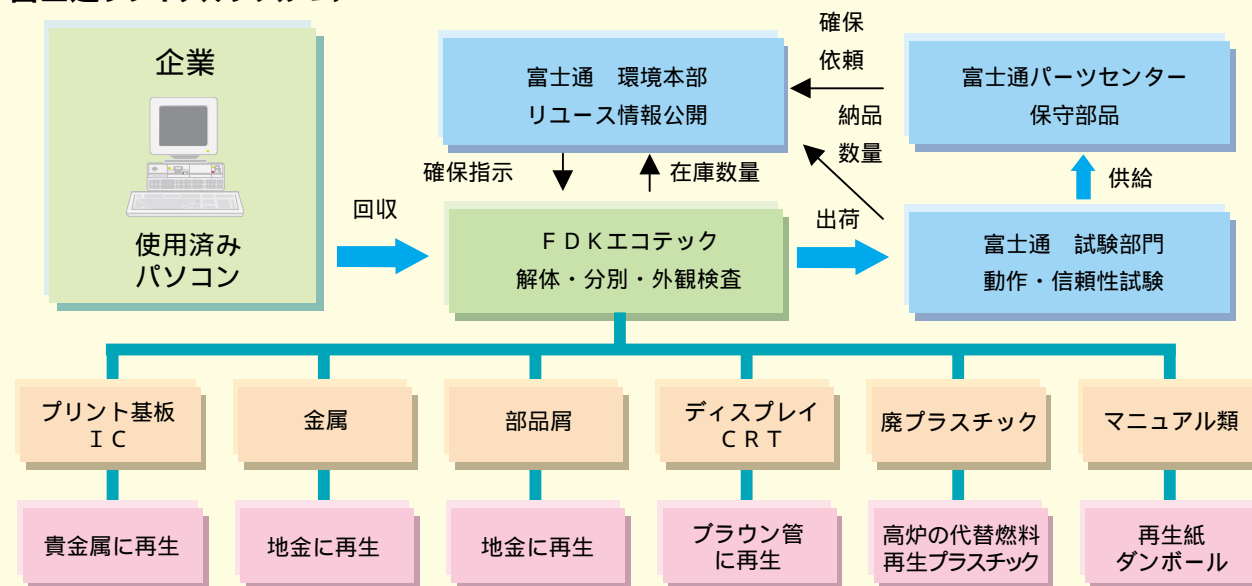 企業
使用済み
パソコン
回収
富士通　環境本部
リユース情報公開
確保
依頼
納品
数量
富士通パーツセンター
保守部品
確保指示
在庫数量
供給
ＦＤＫエコテック
解体・分別・外観検査
出荷
富士通　試験部門
動作・信頼性試験
プリント基板
ＩＣ
金属
部品屑
ディスプレイ
ＣＲＴ
廃プラスチック
マニュアル類
貴金属に再生
地金に再生
地金に再生
ブラウン管
に再生
高炉の代替燃料
再生プラスチック
再生紙
ダンボール